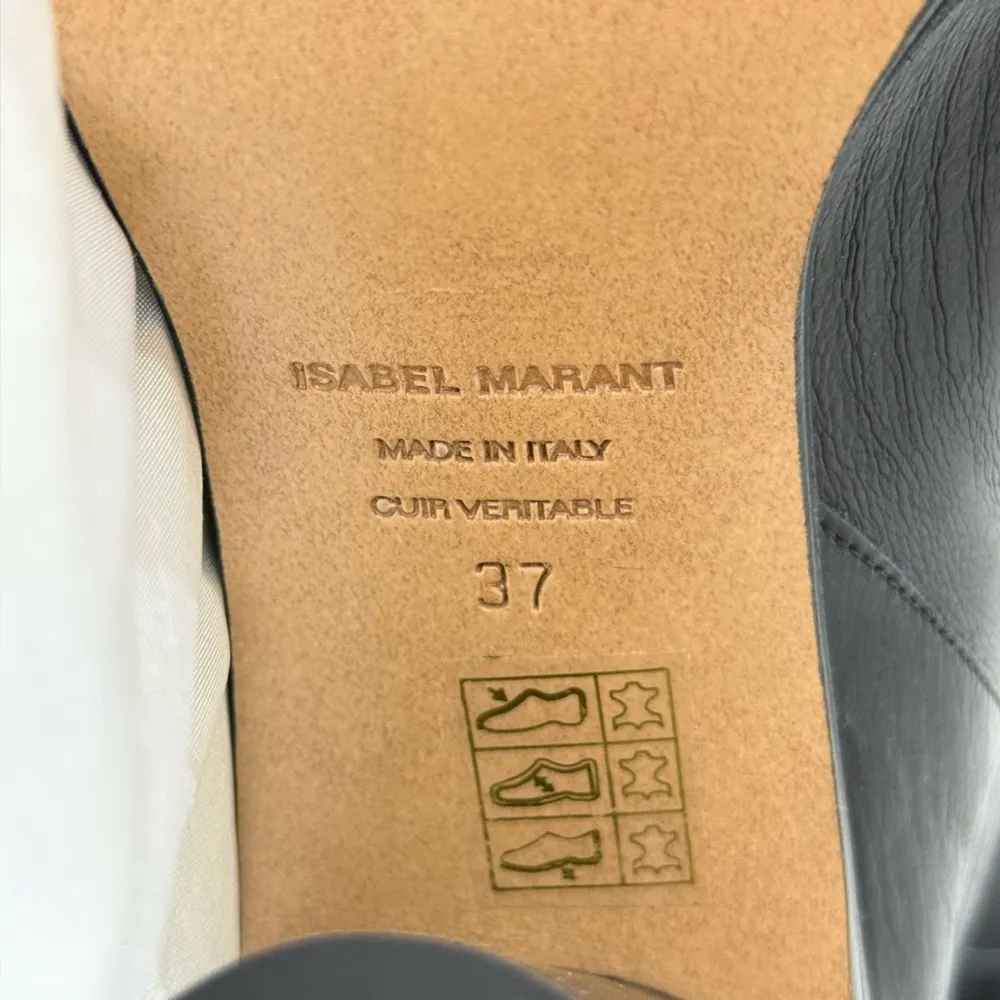 ISABEL MARANT
MADE IN ITALY
CUIR VERITABLE
37